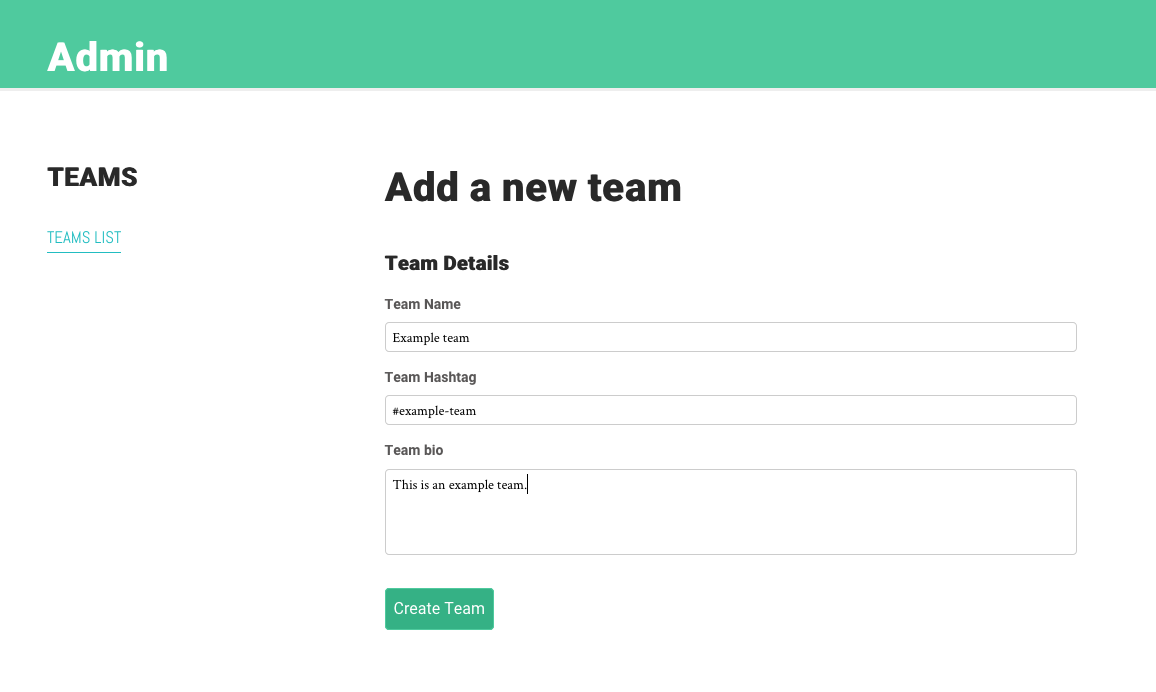 Admin
TEAMS
TEAMS LIST
Add a new team
Team Details
Team Name
Example team
Team Hashtag
#example-team
Team bio
This is an example team.
Create Team